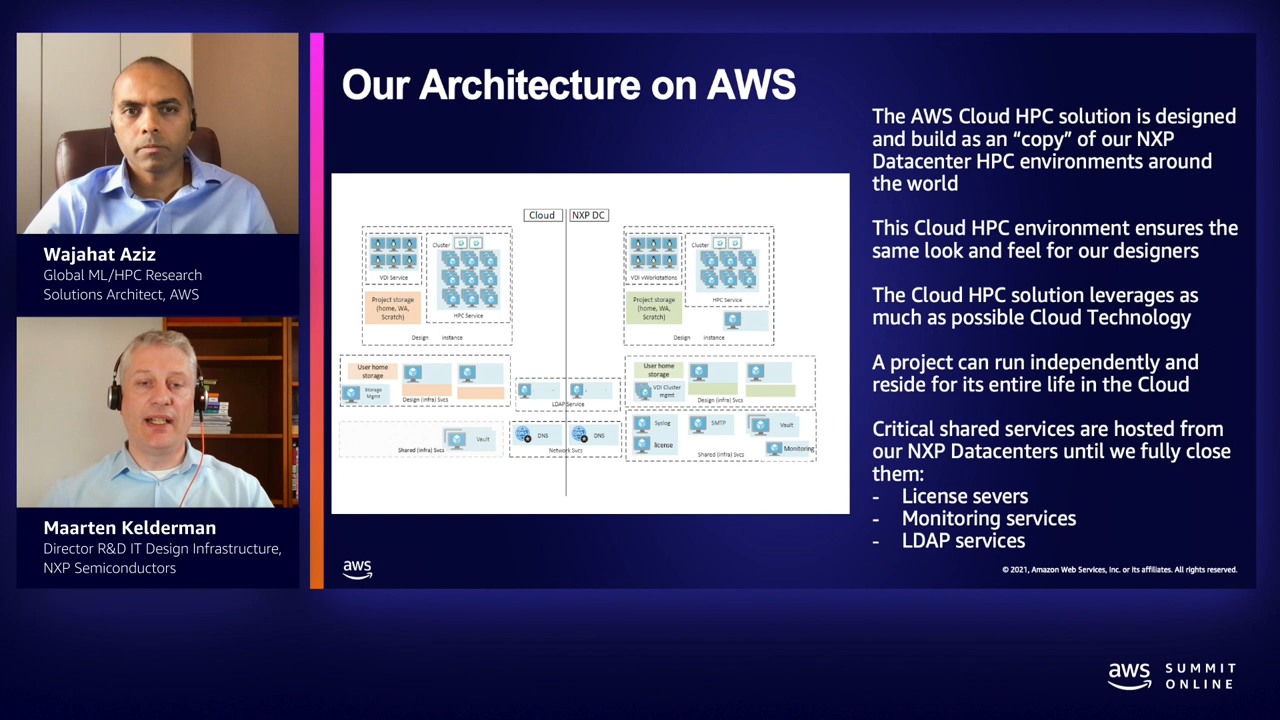 Wajahat Aziz
Global ML/HPC Research
Solutions Architect, AWS
Maarten Kelderman
Director R&D IT Design Infrastructure,
NXP Semiconductors
Our Architecture on AWS
Cloud
NXP DC
VDI Service
Cluster
HPC Service
Project storage
(home, WA,
Scratch)
Design instance
User home
storage
Storage
Mgmt
Design (infra) Svcs
Vault
Shared (infra) Svcs
LDAP Service
DNS
DNS
Network Svcs
VDI vWorkstations
Cluster
HPC Service
Project storage
(home, WA,
Scratch)
Design instance
User home
storage
VDI Cluster
mgmt
Design (infra) Svcs
Syslog
SMTP
Vault
license
Monitoring
Shared (infra) Svcs
The AWS Cloud HPC solution is designed
and build as an “copy” of our NXP
Datacenter HPC environments around
the world
This Cloud HPC environment ensures the
same look and feel for our designers
The Cloud HPC solution leverages as
much as possible Cloud Technology
A project can run independently and
reside for its entire life in the Cloud
Critical shared services are hosted from
our NXP Datacenters until we fully close
them:
- License severs
- Monitoring services
- LDAP services
aws
© 2021, Amazon Web Services, Inc. or its affiliates. All rights reserved.
aws SUMMIT
ONLINE